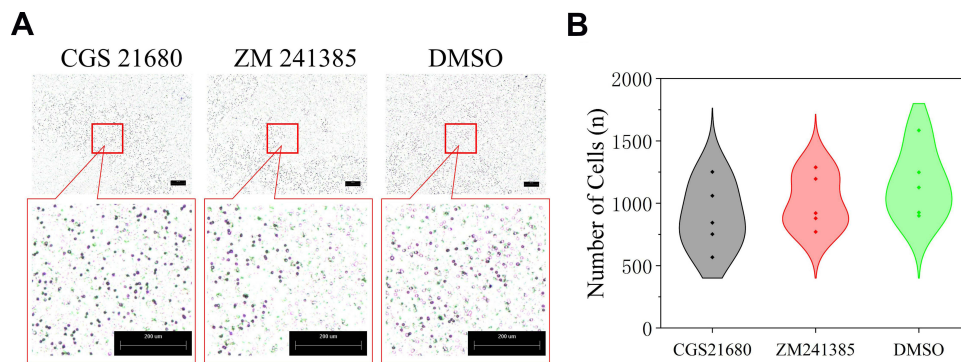 A
CGS 21680 ZM 241385 DMSO
200 um 200 um 200 um
B
Number of Cells (n)
2000
1500
1000
500
0
CGS21680 ZM241385 DMSO